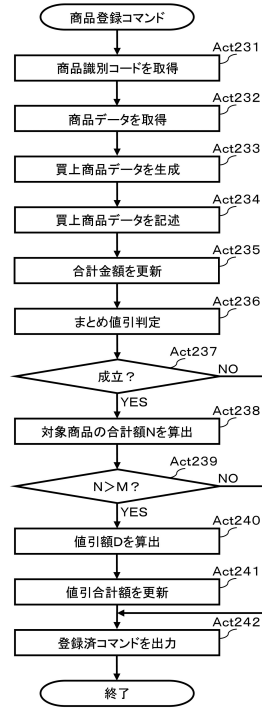 商品登録コマンド
Act231
商品識別コードを取得
Act232
商品データを取得
Act233
買上商品データを生成
Act234
買上商品データを記述
Act235
合計金額を更新
Act236
まとめ値引判定
Act237
成立？
NO
YES
Act238
対象商品の合計額Nを算出
Act239
N＞M？
NO
YES
Act240
値引額Dを算出
Act241
値引合計額を更新
Act242
登録済コマンドを出力
終了